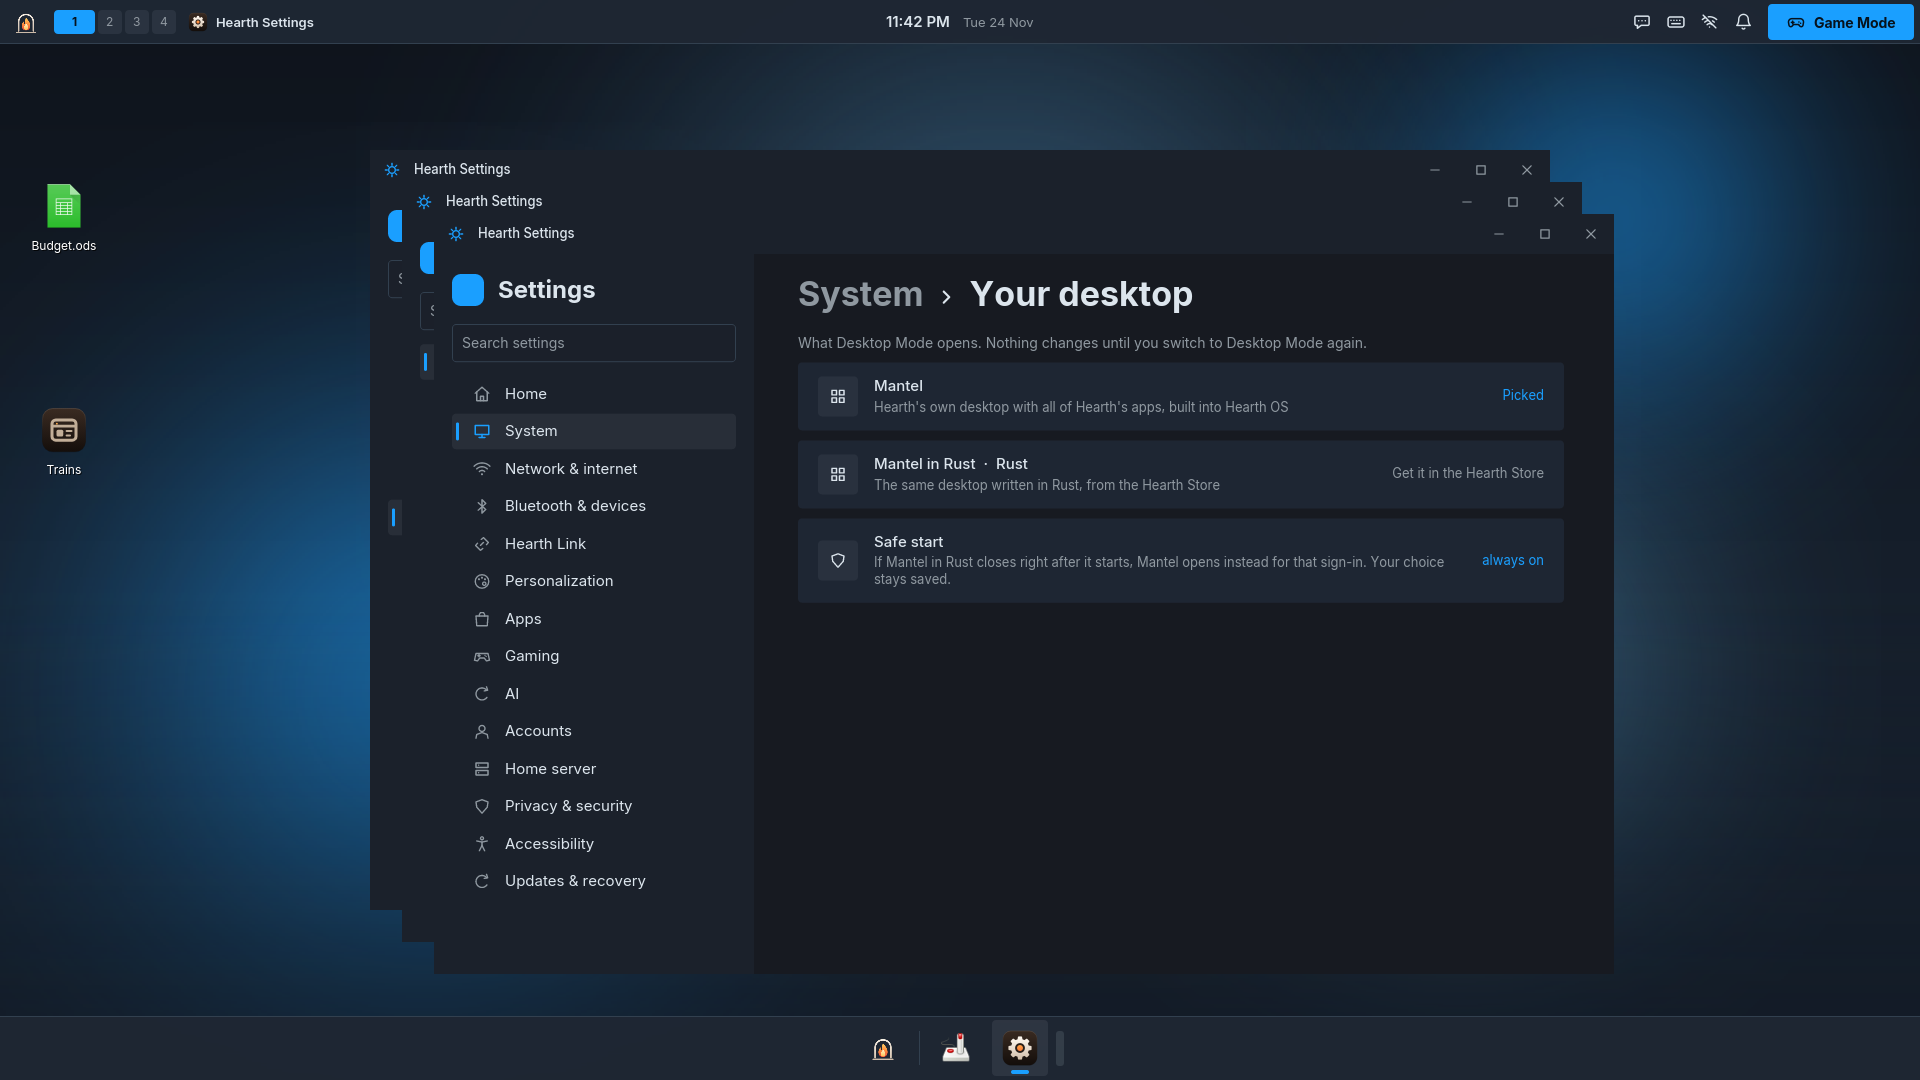 1 2 3 4 Hearth Settings 11:42 PM Tue 24 Nov Game Mode
Budget.ods
Trains
Hearth Settings
Hearth Settings
Hearth Settings
Settings
Search settings
Home
System
Network & internet
Bluetooth & devices
Hearth Link
Personalization
Apps
Gaming
AI
Accounts
Home server
Privacy & security
Accessibility
Updates & recovery
System › Your desktop
What Desktop Mode opens. Nothing changes until you switch to Desktop Mode again.
Mantel
Hearth's own desktop with all of Hearth's apps, built into Hearth OS
Picked
Mantel in Rust · Rust
The same desktop written in Rust, from the Hearth Store
Get it in the Hearth Store
Safe start
If Mantel in Rust closes right after it starts, Mantel opens instead for that sign-in. Your choice
stays saved.
always on